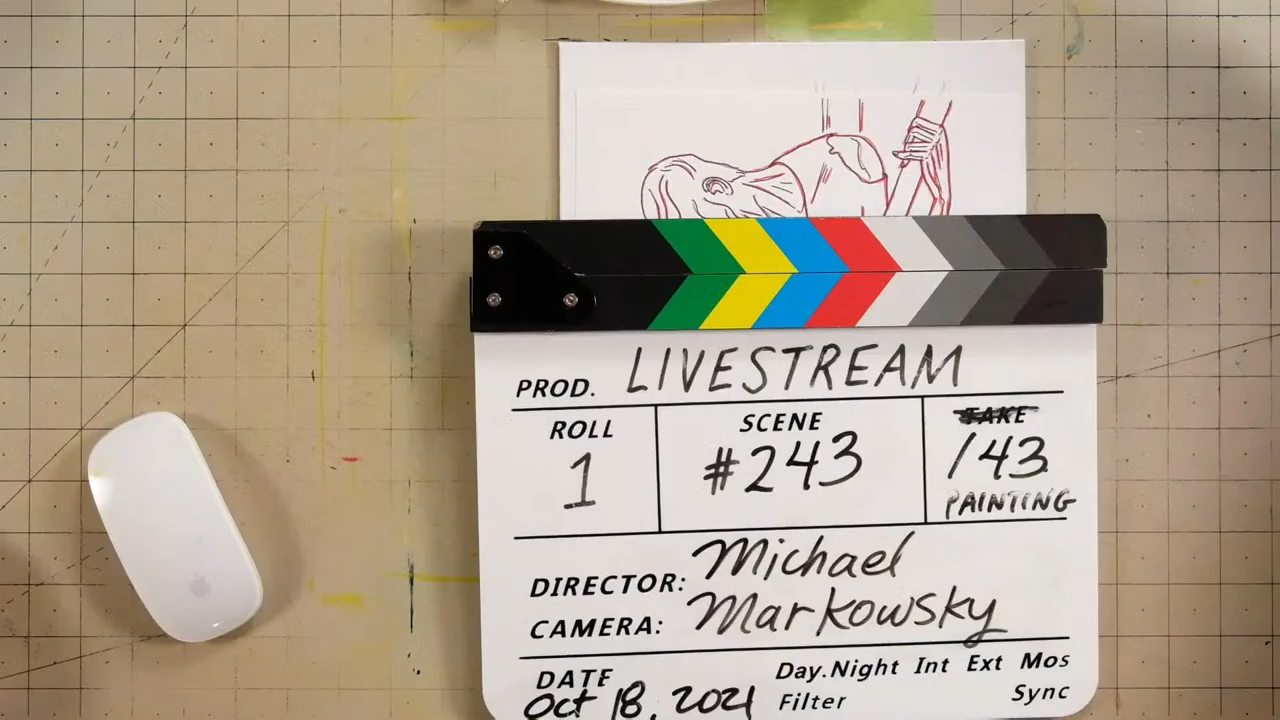 PROD. LIVESTREAM
ROLL SCENE TAKE
1 #243 143
PAINTING
DIRECTOR: Michael
CAMERA: Markowsky
DATE Day.Night Int Ext Mos
Oct 18, 2021 Filter Sync